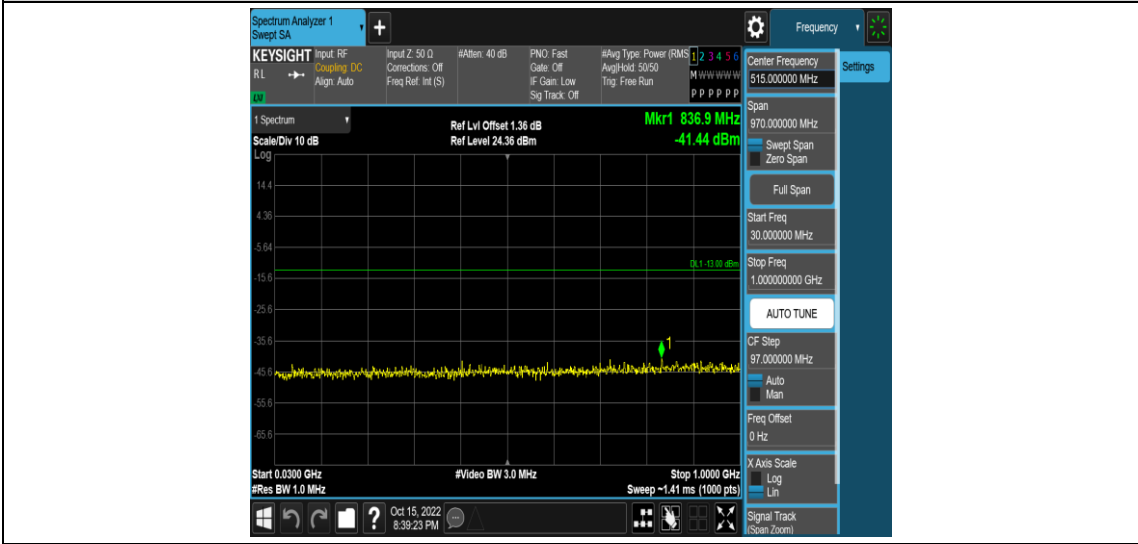 Spectrum Analyzer 1
Swept SA
+
Frequency
KEYSIGHT
RL
LNI
Input: RF
Coupling: DC
Align: Auto
Input Z: 50 Ω
Corrections: Off
Freq Ref: Int (S)
#Atten: 40 dB
PNO: Fast
Gate: Off
IF Gain: Low
Sig Track: Off
#Avg Type: Power (RMS
Avg|Hold: 50/50
Trig: Free Run
1 2 3 4 5 6
M W W W W W
P P P P P P
1 Spectrum
Scale/Div 10 dB
Log
Ref Lvl Offset 1.36 dB
Ref Level 24.36 dBm
Mkr1 836.9 MHz
-41.44 dBm
14.4
4.36
-5.64
DL1 -13.00 dBm
-15.6
-25.6
-35.6
1
-45.6
-55.6
-65.6
Start 0.0300 GHz
#Res BW 1.0 MHz
#Video BW 3.0 MHz
Stop 1.0000 GHz
Sweep ~1.41 ms (1000 pts)
?
Oct 15, 2022
8:39:23 PM
Center Frequency
515.000000 MHz
Settings
Span
970.000000 MHz
Swept Span
Zero Span
Full Span
Start Freq
30.000000 MHz
Stop Freq
1.000000000 GHz
AUTO TUNE
CF Step
97.000000 MHz
Auto
Man
Freq Offset
0 Hz
X Axis Scale
Log
Lin
Signal Track
(Span Zoom)